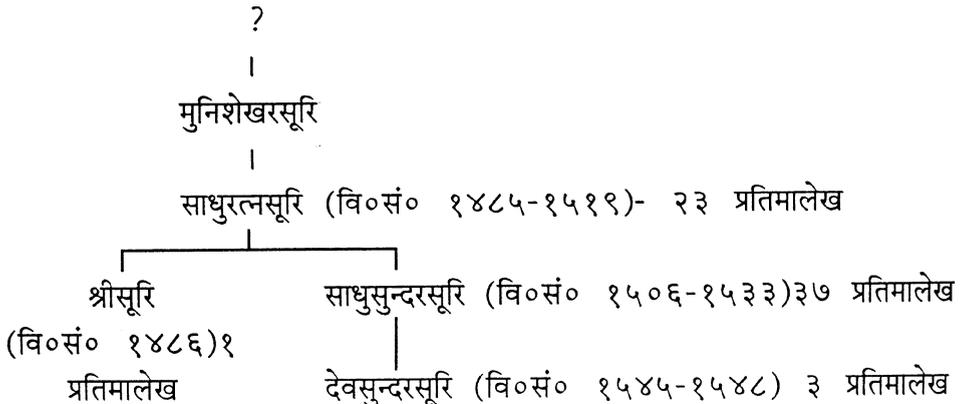 ?
मुनिशेखरसूरि
साधुरत्नसूरि (वि०सं० १४८५-१५१९)- २३ प्रतिमालेख
श्रीसूरि
(वि०सं० १४८६)१
प्रतिमालेख
साधुसुन्दरसूरि (वि०सं० १५०६-१५३३)३७ प्रतिमालेख
देवसुन्दरसूरि (वि०सं० १५४५-१५४८) ३ प्रतिमालेख